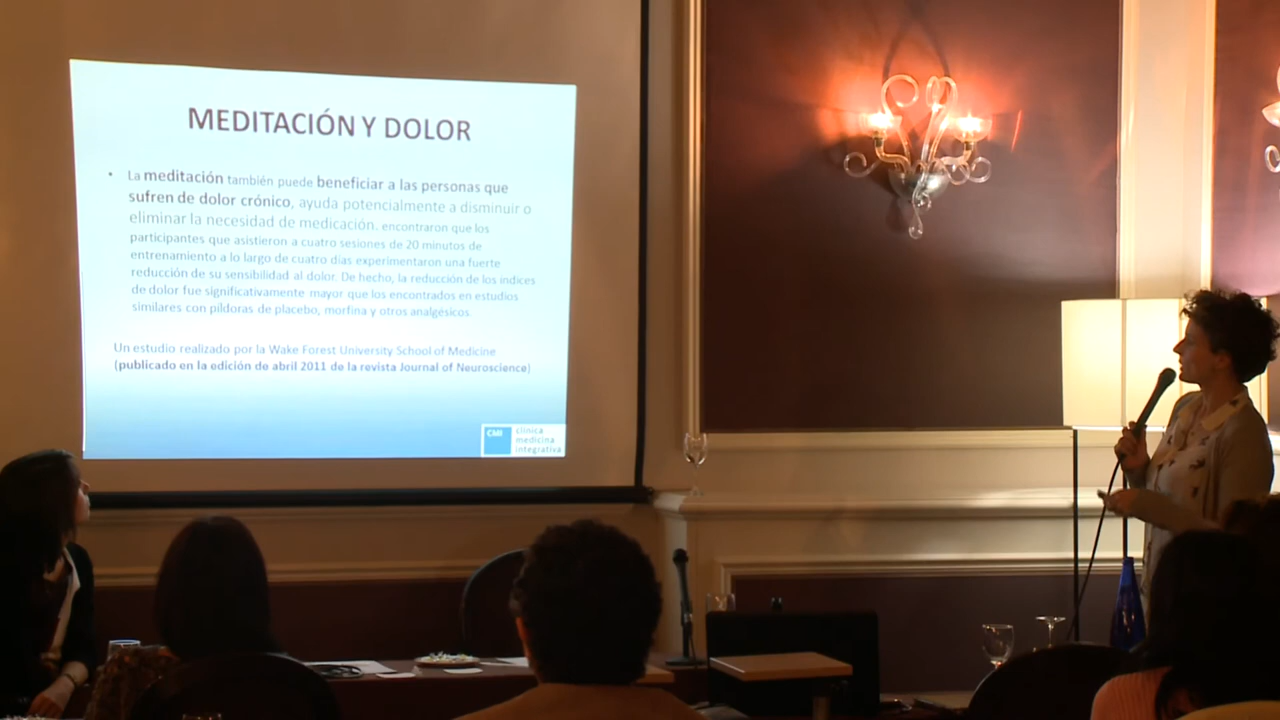 MEDITACIÓN Y DOLOR
• La meditación también puede beneficiar a las personas que
sufren de dolor crónico, ayuda potencialmente a disminuir o
eliminar la necesidad de medicación. encontraron que los
participantes que asistieron a cuatro sesiones de 20 minutos de
entrenamiento a lo largo de cuatro días experimentaron una fuerte
reducción de su sensibilidad al dolor. De hecho, la reducción de los índices
de dolor fue significativamente mayor que los encontrados en estudios
similares con píldoras de placebo, morfina y otros analgésicos.
Un estudio realizado por la Wake Forest University School of Medicine
(publicado en la edición de abril 2011 de la revista Journal of Neuroscience)
CMI
clínica
medicina
integrativa